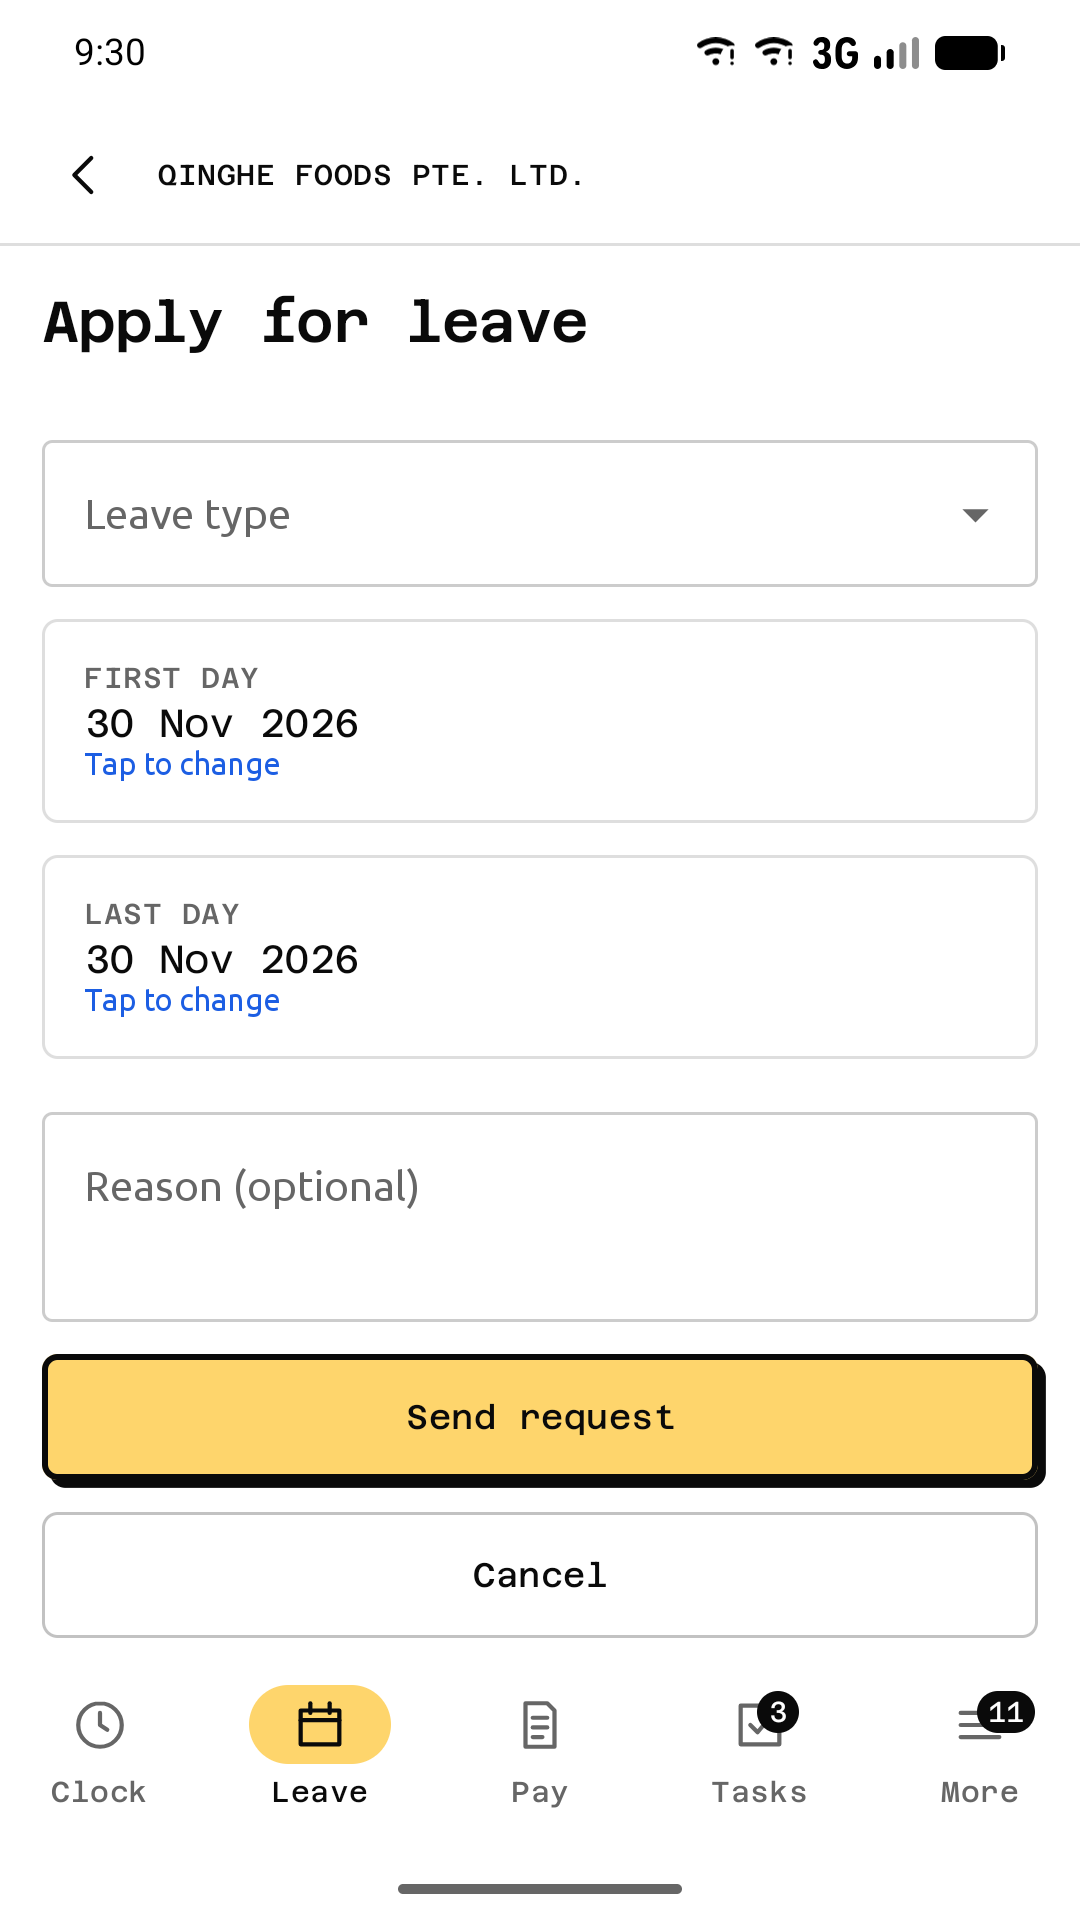 9:30
3G
QINGHE FOODS PTE. LTD.
Apply for leave
Leave type
FIRST DAY
30 Nov 2026
Tap to change
LAST DAY
30 Nov 2026
Tap to change
Reason (optional)
Send request
Cancel
3
11
Clock
Leave
Pay
Tasks
More